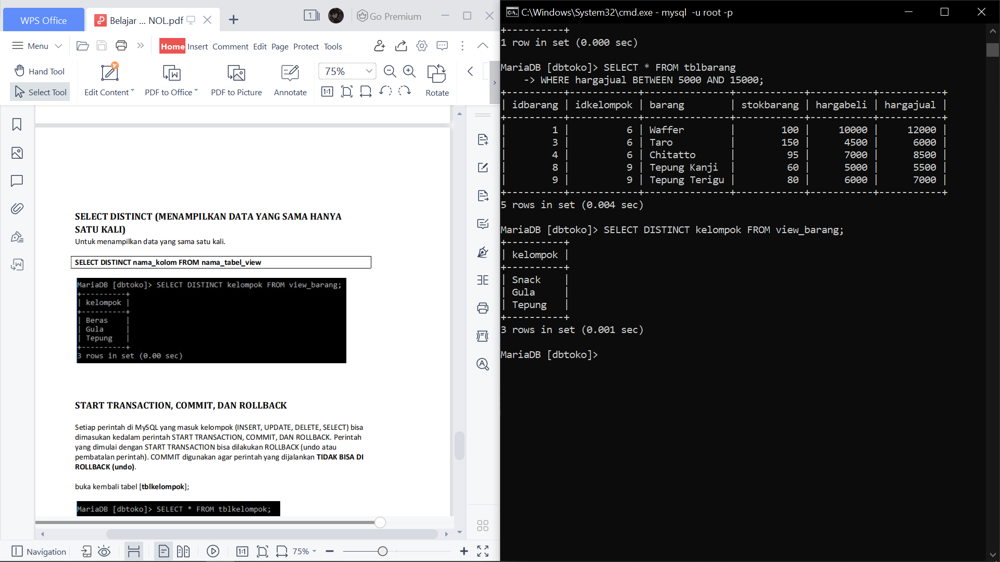 WPS Office
Belajar ... NOL.pdf
1
Go Premium
Menu
Home Insert Comment Edit Page Protect Tools
Hand Tool
Select Tool
Edit Content
PDF to Office
PDF to Picture
Annotate
75%
1:1
Rotate
SELECT DISTINCT (MENAMPILKAN DATA YANG SAMA HANYA
SATU KALI)
Untuk menampilkan data yang sama satu kali.
SELECT DISTINCT nama_kolom FROM nama_tabel_view
MariaDB [dbtoko]> SELECT DISTINCT kelompok FROM view_barang;
+----------+
| kelompok |
+----------+
| Beras    |
| Gula     |
| Tepung   |
+----------+
3 rows in set (0.00 sec)
START TRANSACTION, COMMIT, DAN ROLLBACK
Setiap perintah di MySQL yang masuk kelompok (INSERT, UPDATE, DELETE, SELECT) bisa
dimasukan kedalam perintah START TRANSACTION, COMMIT, DAN ROLLBACK. Perintah
yang dimulai dengan START TRANSACTION bisa dilakukan ROLLBACK (undo atau
pembatalan perintah). COMMIT digunakan agar perintah yang dijalankan TIDAK BISA DI
ROLLBACK (undo).
buka kembali tabel [tblkelompok];
MariaDB [dbtoko]> SELECT * FROM tblkelompok;
Navigation
1:1
75%
C:\Windows\System32\cmd.exe - mysql  -u root -p
+----------+
1 row in set (0.000 sec)
MariaDB [dbtoko]> SELECT * FROM tblbarang
    -> WHERE hargajual BETWEEN 5000 AND 15000;
+----------+------------+---------------+------------+-----------+-----------+
| idbarang | idkelompok | barang        | stokbarang | hargabeli | hargajual |
+----------+------------+---------------+------------+-----------+-----------+
|        1 |          6 | Waffer        |        100 |     10000 |     12000 |
|        3 |          6 | Taro          |        150 |      4500 |      6000 |
|        4 |          6 | Chitatto      |         95 |      7000 |      8500 |
|        8 |          9 | Tepung Kanji  |         60 |      5000 |      5500 |
|        9 |          9 | Tepung Terigu |         80 |      6000 |      7000 |
+----------+------------+---------------+------------+-----------+-----------+
5 rows in set (0.004 sec)
MariaDB [dbtoko]> SELECT DISTINCT kelompok FROM view_barang;
+----------+
| kelompok |
+----------+
| Snack    |
| Gula     |
| Tepung   |
+----------+
3 rows in set (0.001 sec)
MariaDB [dbtoko]>